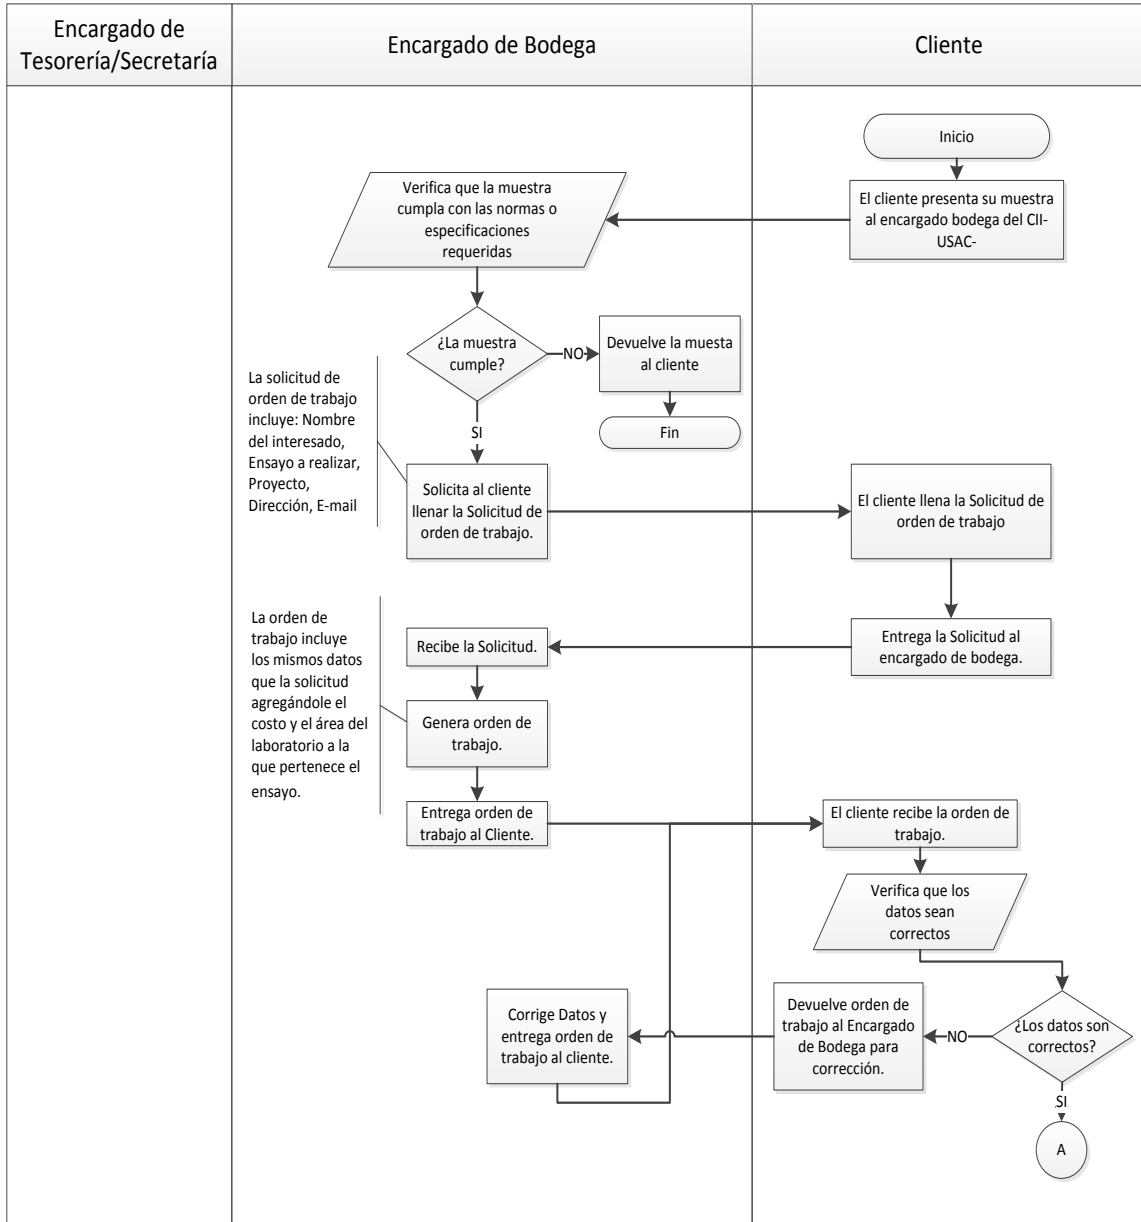 Encargado de
Tesorería/Secretaría
Encargado de Bodega
Cliente
Inicio
El cliente presenta su muestra
al encargado bodega del CII-
USAC-
Verifica que la muestra
cumpla con las normas o
especificaciones
requeridas
¿La muestra
cumple?
NO
Devuelve la muesta
al cliente
Fin
SI
La solicitud de
orden de trabajo
incluye: Nombre
del interesado,
Ensayo a realizar,
Proyecto,
Dirección, E-mail
Solicita al cliente
llenar la Solicitud de
orden de trabajo.
El cliente llena la Solicitud de
orden de trabajo
Entrega la Solicitud al
encargado de bodega.
Recibe la Solicitud.
La orden de
trabajo incluye
los mismos datos
que la solicitud
agregándole el
costo y el área del
laboratorio a la
que pertenece el
ensayo.
Genera orden de
trabajo.
Entrega orden de
trabajo al Cliente.
El cliente recibe la orden de
trabajo.
Verifica que los
datos sean
correctos
¿Los datos son
correctos?
NO
Devuelve orden de
trabajo al Encargado
de Bodega para
corrección.
Corrige Datos y
entrega orden de
trabajo al cliente.
SI
A